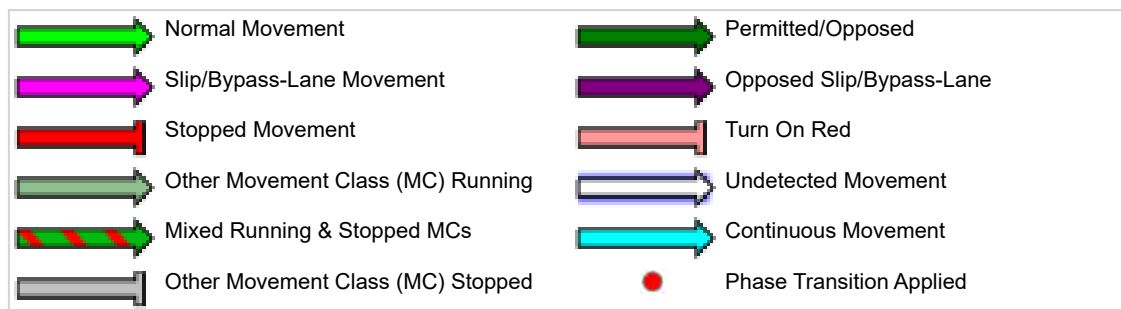 Normal Movement
Permitted/Opposed
Slip/Bypass-Lane Movement
Opposed Slip/Bypass-Lane
Stopped Movement
Turn On Red
Other Movement Class (MC) Running
Undetected Movement
Mixed Running & Stopped MCs
Continuous Movement
Other Movement Class (MC) Stopped
Phase Transition Applied